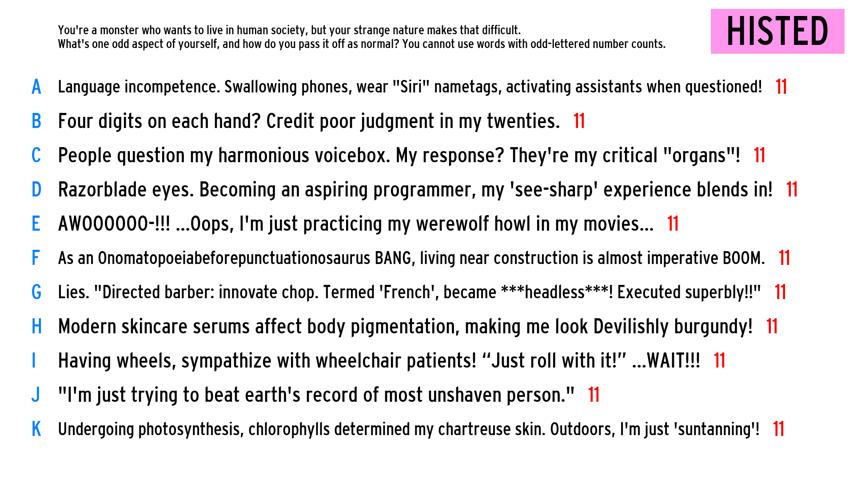 You're a monster who wants to live in human society, but your strange nature makes that difficult.
What's one odd aspect of yourself, and how do you pass it off as normal? You cannot use words with odd-lettered number counts.
HISTED
A Language incompetence. Swallowing phones, wear "Siri" nametags, activating assistants when questioned! 11
B Four digits on each hand? Credit poor judgment in my twenties. 11
C People question my harmonious voicebox. My response? They're my critical "organs"! 11
D Razorblade eyes. Becoming an aspiring programmer, my 'see-sharp' experience blends in! 11
E AWOOOOOO-!!! ...Oops, I'm just practicing my werewolf howl in my movies... 11
F As an Onomatopoeiabeforepunctuationosaurus BANG, living near construction is almost imperative BOOM. 11
G Lies. "Directed barber: innovate chop. Termed 'French', became ***headless***! Executed superbly!!" 11
H Modern skincare serums affect body pigmentation, making me look Devilishly burgundy! 11
I Having wheels, sympathize with wheelchair patients! “Just roll with it!” ...WAIT!!! 11
J "I'm just trying to beat earth's record of most unshaven person." 11
K Undergoing photosynthesis, chlorophylls determined my chartreuse skin. Outdoors, I'm just 'suntanning'! 11